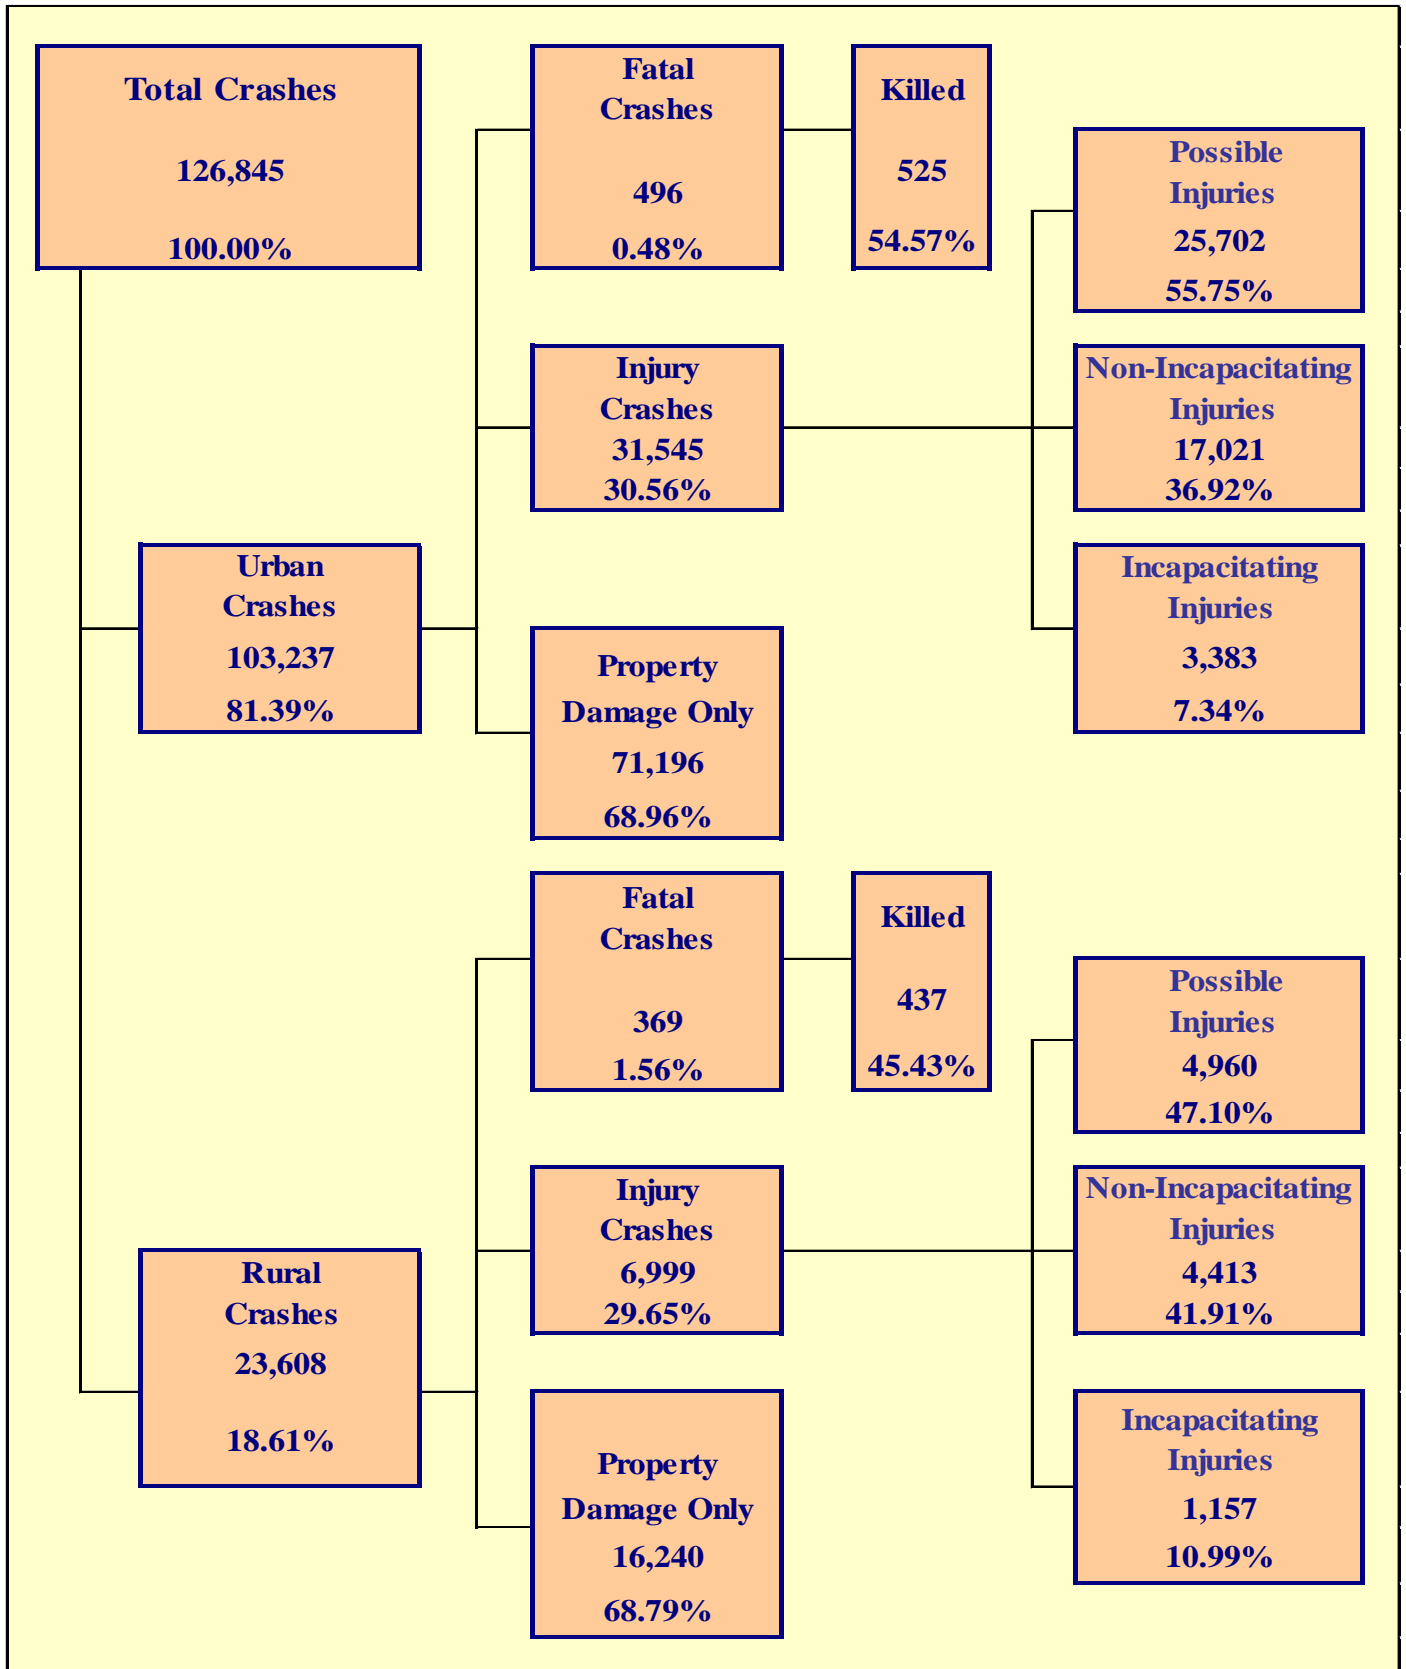 Total Crashes
126,845
100.00%
Fatal
Crashes
496
0.48%
Killed
525
54.57%
Possible
Injuries
25,702
55.75%
Injury
Crashes
31,545
30.56%
Non-Incapacitating
Injuries
17,021
36.92%
Urban
Crashes
103,237
81.39%
Incapacitating
Injuries
3,383
7.34%
Property
Damage Only
71,196
68.96%
Fatal
Crashes
369
1.56%
Killed
437
45.43%
Possible
Injuries
4,960
47.10%
Injury
Crashes
6,999
29.65%
Non-Incapacitating
Injuries
4,413
41.91%
Rural
Crashes
23,608
18.61%
Incapacitating
Injuries
1,157
10.99%
Property
Damage Only
16,240
68.79%